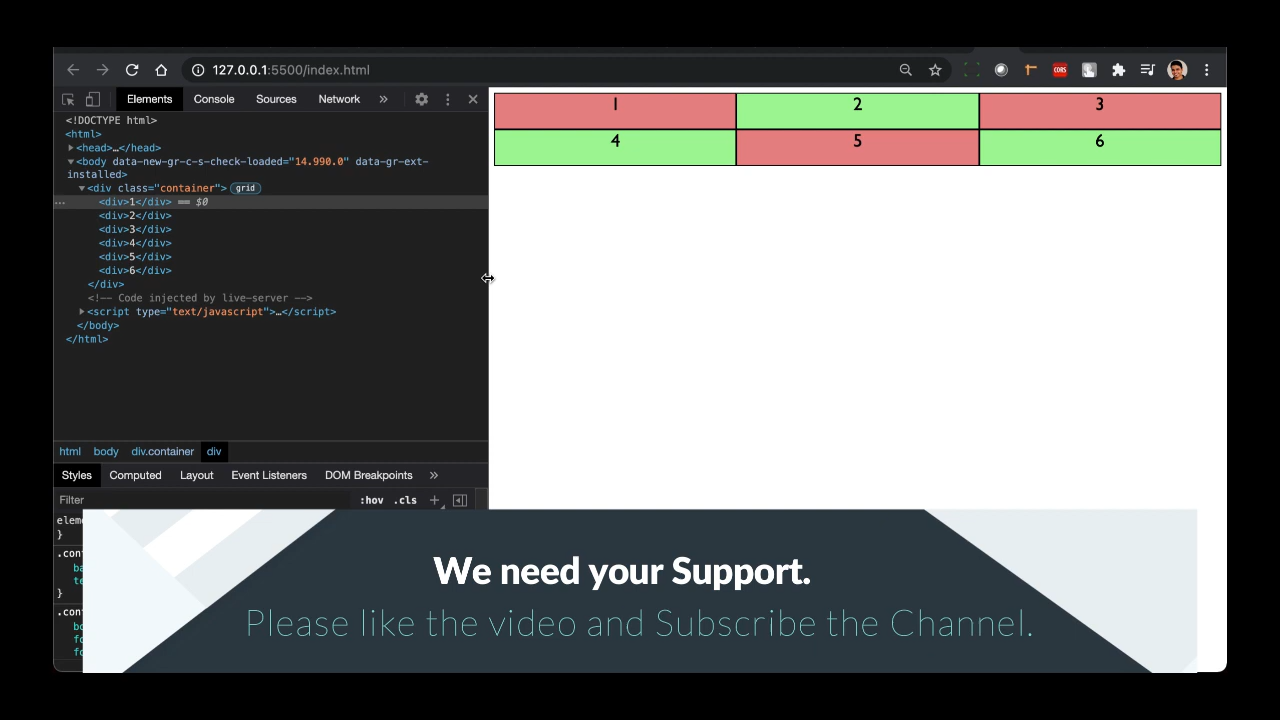 127.0.0.1:5500/index.html
CORS
Elements Console Sources Network »
<!DOCTYPE html>
<html>
<head>…</head>
<body data-new-gr-c-s-check-loaded="14.990.0" data-gr-ext-
installed>
<div class="container"> grid
… <div>1</div> == $0
<div>2</div>
<div>3</div>
<div>4</div>
<div>5</div>
<div>6</div>
</div>
<!-- Code injected by live-server -->
<script type="text/javascript">…</script>
</body>
</html>
html body div.container div
Styles Computed Layout Event Listeners DOM Breakpoints »
Filter :hov .cls +
}
}
1 2 3
4 5 6
We need your Support.
Please like the video and Subscribe the Channel.